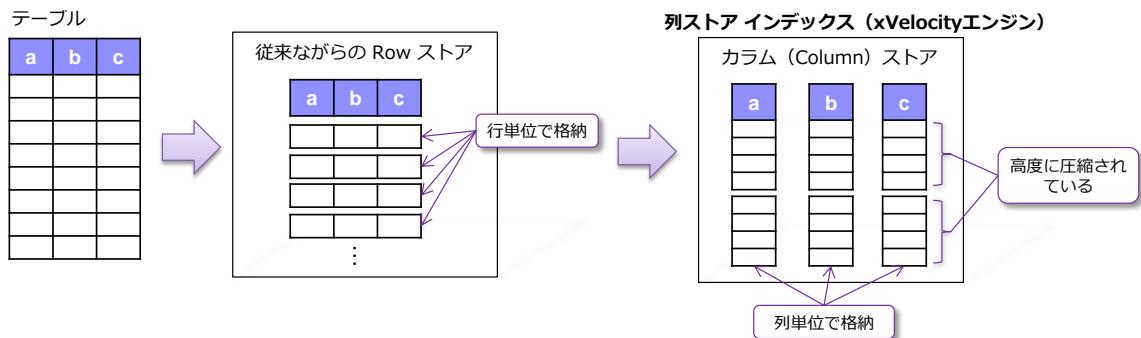 テーブル
a b c
従来ながらの Row ストア
a b c
行単位で格納
⋮
列ストア インデックス（xVelocityエンジン）
カラム（Column）ストア
a b c
高度に圧縮され
ている
列単位で格納